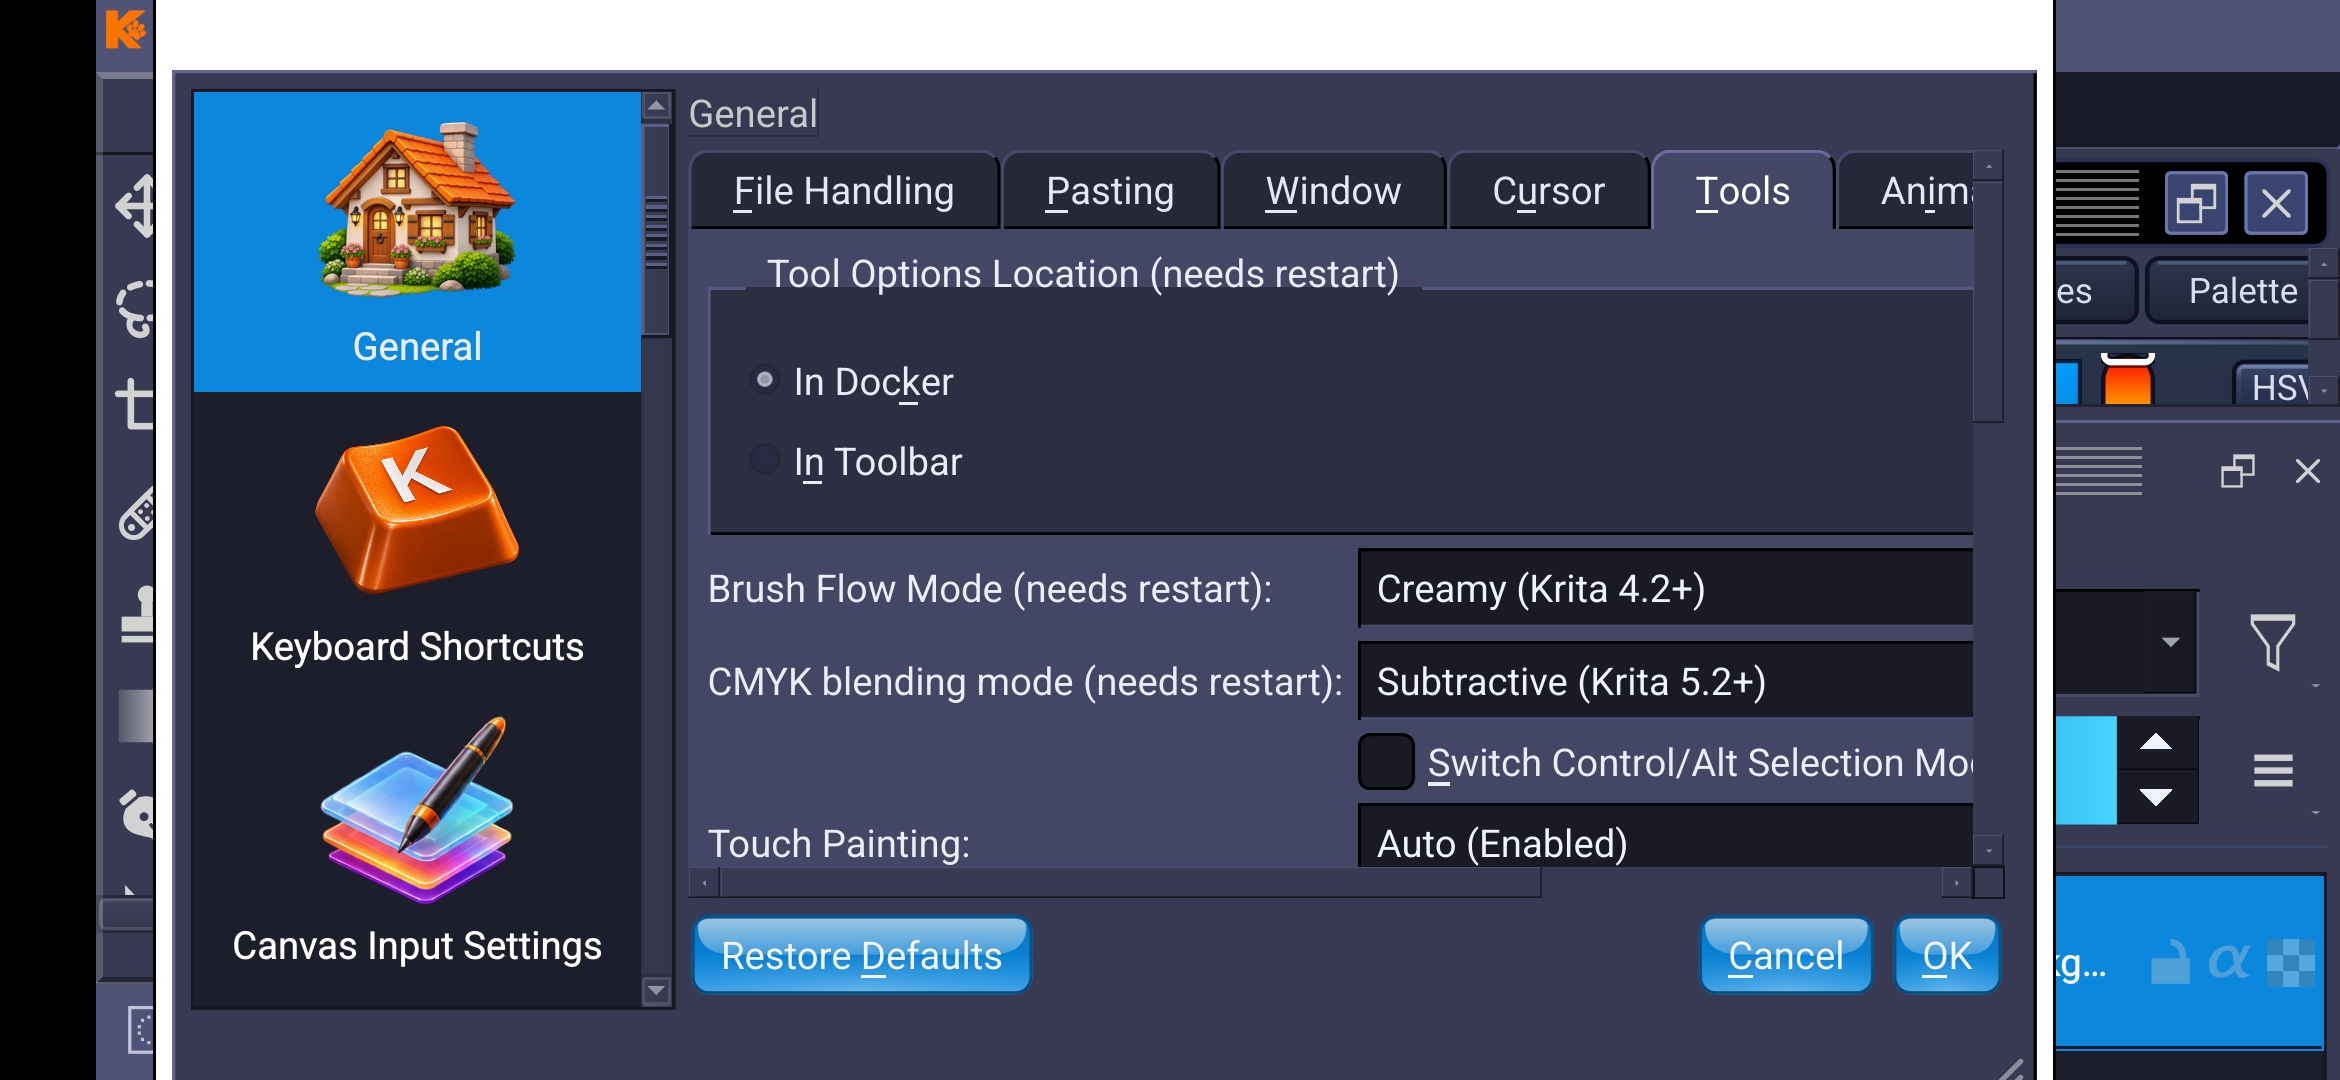 General
File Handling
Pasting
Window
Cursor
Tools
Anim
Tool Options Location (needs restart)
In Docker
In Toolbar
Brush Flow Mode (needs restart):
Creamy (Krita 4.2+)
CMYK blending mode (needs restart):
Subtractive (Krita 5.2+)
Switch Control/Alt Selection Mo
Touch Painting:
Auto (Enabled)
Restore Defaults
Cancel
OK
General
K
Keyboard Shortcuts
Canvas Input Settings
K
es
Palette
HSV
kg...
α